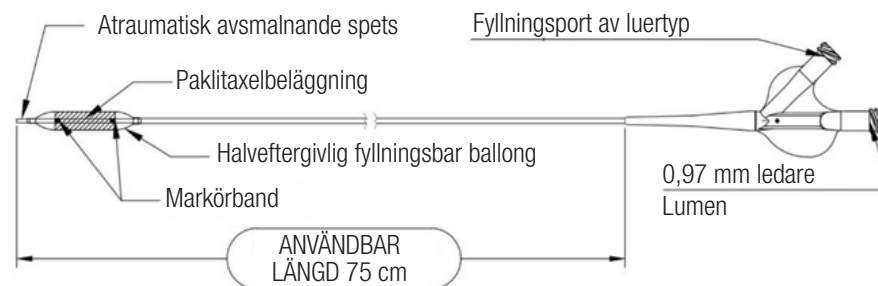 Atraumatisk avsmalnande spets
Fyllningsport av luertyp
Paklitaxelbeläggning
Halveftergivlig fyllningsbar ballong
Markörband
0,97 mm ledare
Lumen
ANVÄNDBAR
LÄNGD 75 cm